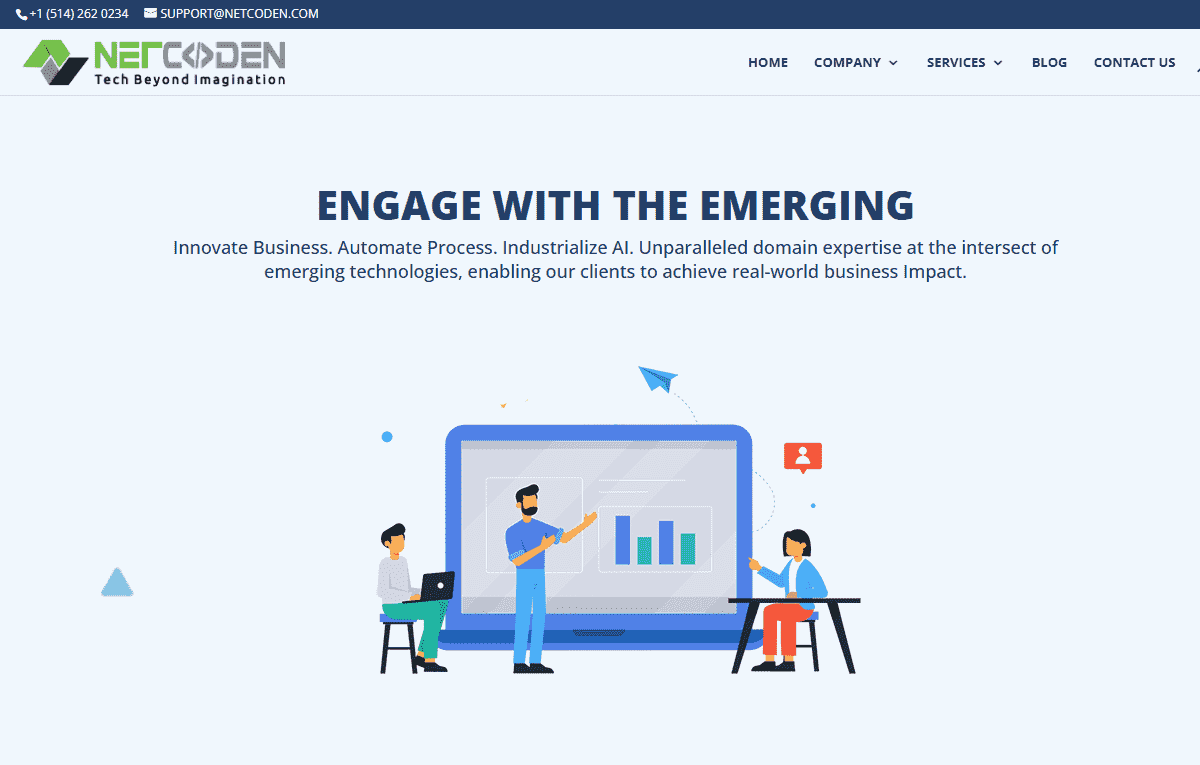 +1 (514) 262 0234 SUPPORT@NETCODEN.COM
NETCODEN
Tech Beyond Imagination
HOME COMPANY SERVICES BLOG CONTACT US
ENGAGE WITH THE EMERGING
Innovate Business. Automate Process. Industrialize AI. Unparalleled domain expertise at the intersect of
emerging technologies, enabling our clients to achieve real-world business Impact.